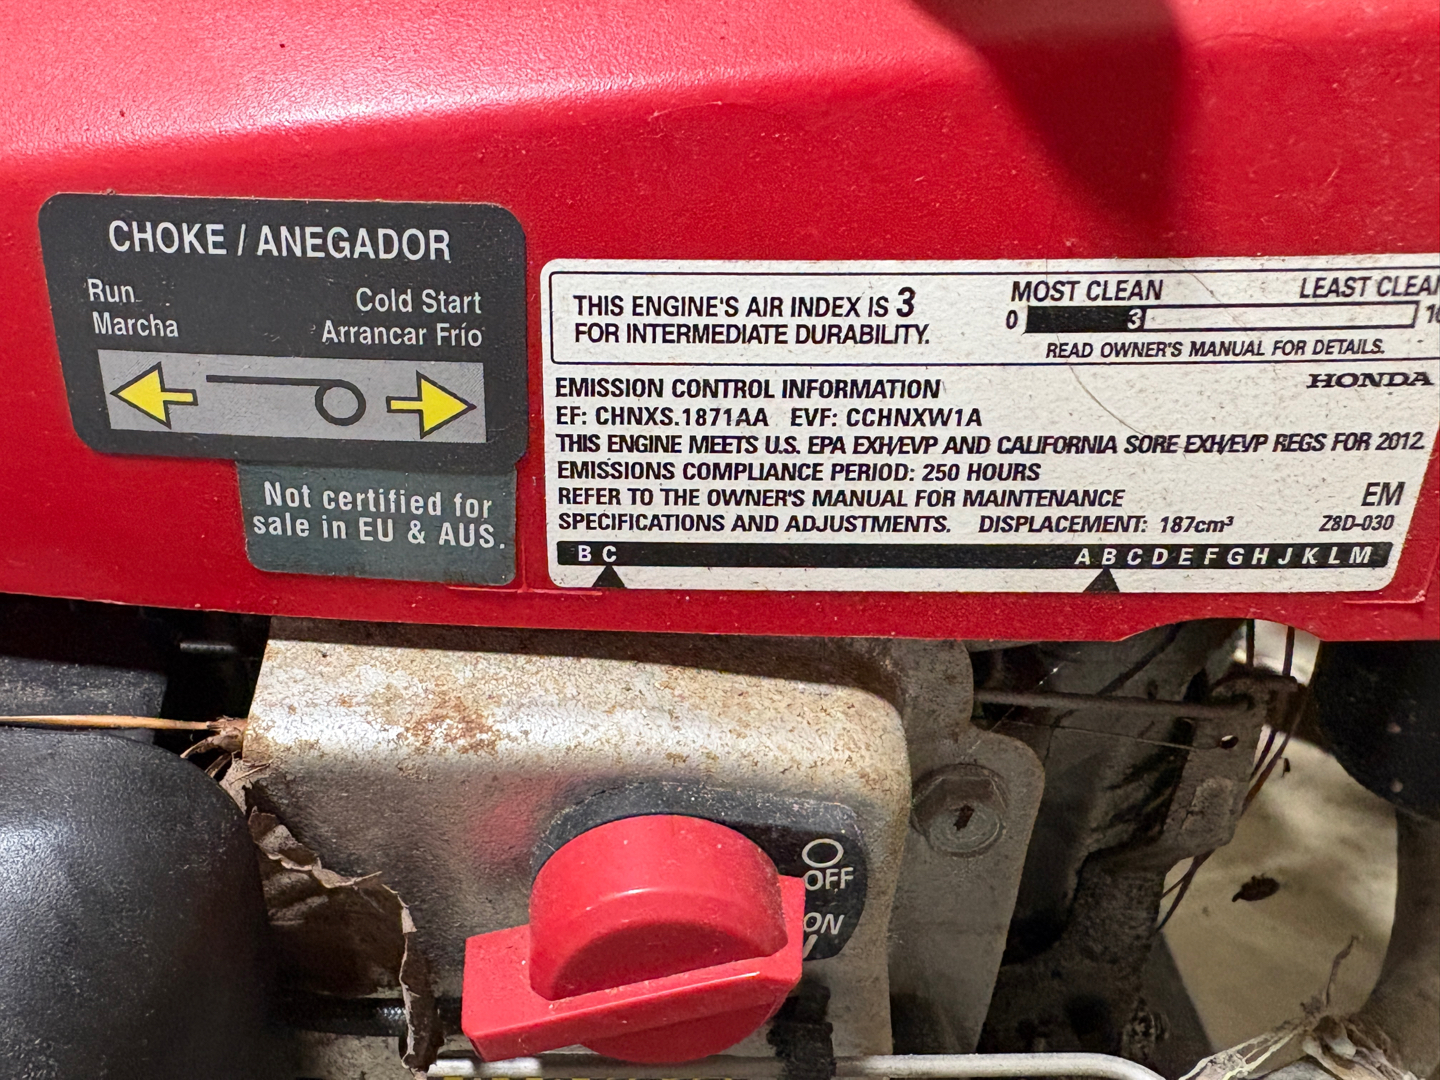 CHOKE / ANEGADOR
Run
Marcha
Cold Start
Arrancar Frío
Not certified for
sale in EU & AUS.
THIS ENGINE'S AIR INDEX IS 3
FOR INTERMEDIATE DURABILITY.
MOST CLEAN LEAST CLEAN
0 3 10
READ OWNER'S MANUAL FOR DETAILS.
EMISSION CONTROL INFORMATION
HONDA
EF: CHNXS.1871AA EVF: CCHNXW1A
THIS ENGINE MEETS U.S. EPA EXH/EVP AND CALIFORNIA SORE EXH/EVP REGS FOR 2012.
EMISSIONS COMPLIANCE PERIOD: 250 HOURS
REFER TO THE OWNER'S MANUAL FOR MAINTENANCE
EM
SPECIFICATIONS AND ADJUSTMENTS. DISPLACEMENT: 187cm³
Z8D-030
B C A B C D E F G H J K L M
OFF
ON